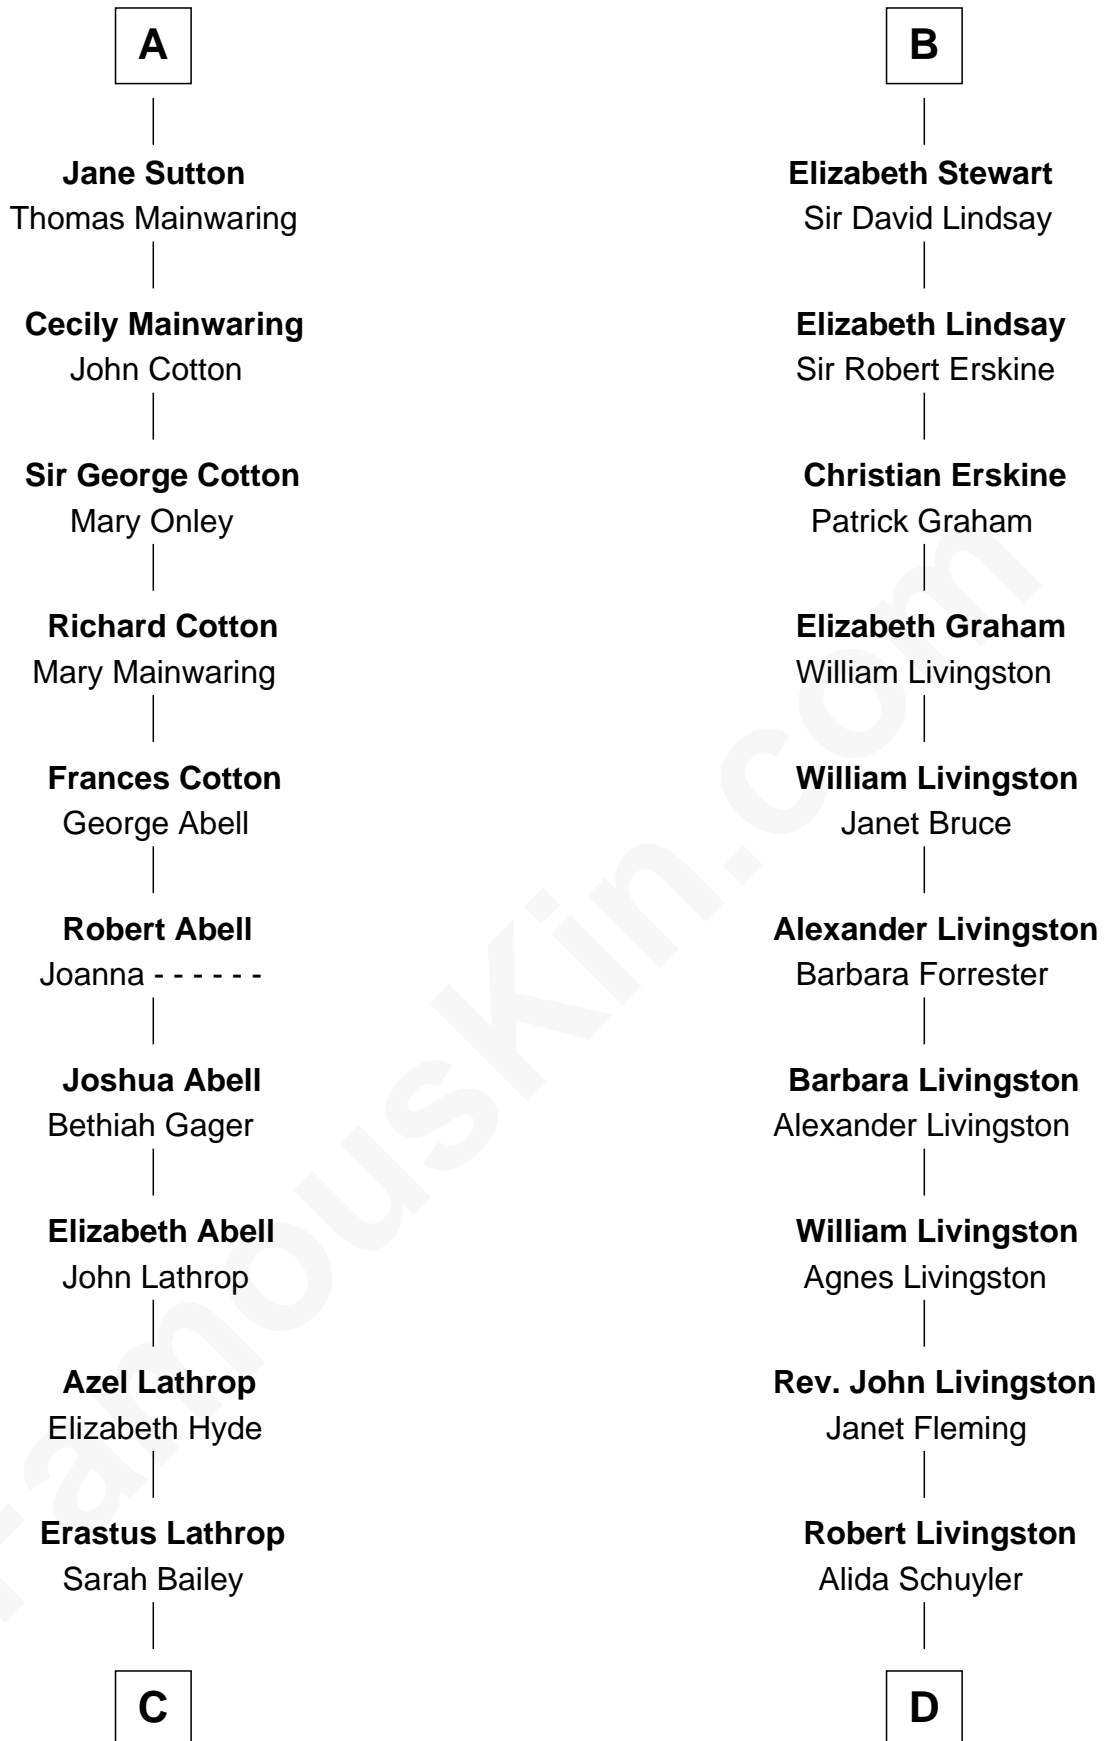 A
Jane Sutton
Thomas Mainwaring
Cecily Mainwaring
John Cotton
Sir George Cotton
Mary Onley
Richard Cotton
Mary Mainwaring
Frances Cotton
George Abell
Robert Abell
Joanna - - - - - -
Joshua Abell
Bethiah Gager
Elizabeth Abell
John Lathrop
Azel Lathrop
Elizabeth Hyde
Erastus Lathrop
Sarah Bailey
C
B
Elizabeth Stewart
Sir David Lindsay
Elizabeth Lindsay
Sir Robert Erskine
Christian Erskine
Patrick Graham
Elizabeth Graham
William Livingston
William Livingston
Janet Bruce
Alexander Livingston
Barbara Forrester
Barbara Livingston
Alexander Livingston
William Livingston
Agnes Livingston
Rev. John Livingston
Janet Fleming
Robert Livingston
Alida Schuyler
D
FamousKin.com